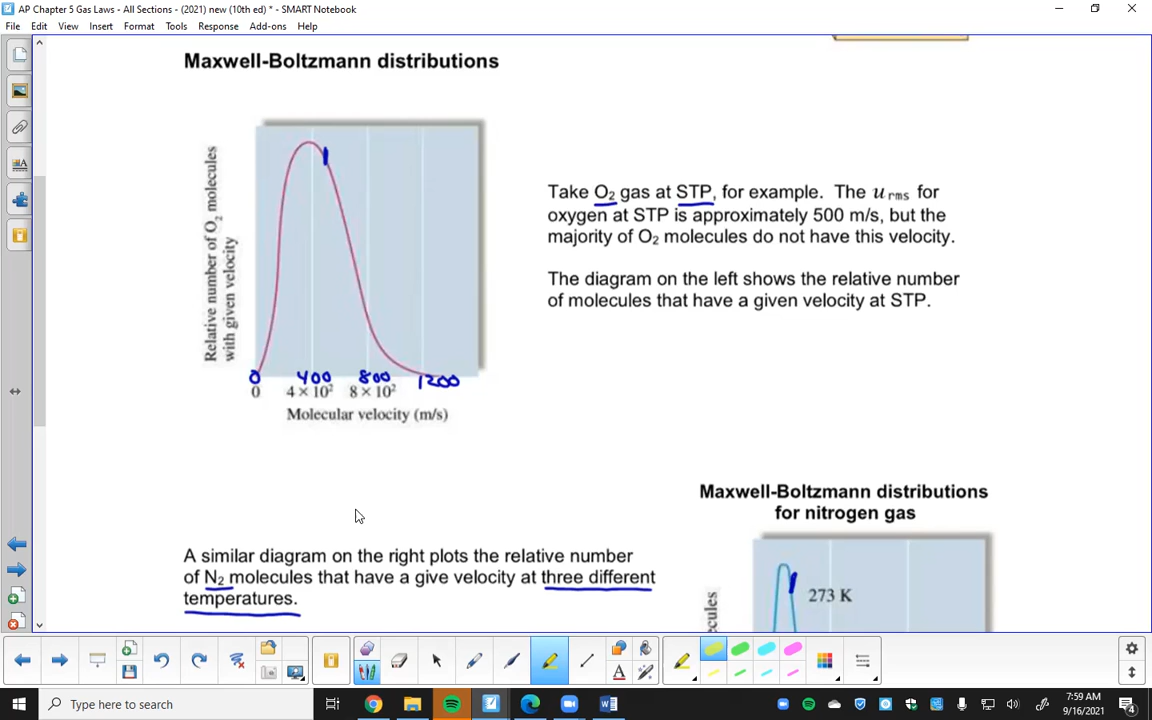 AP Chapter 5 Gas Laws - All Sections - (2021) new (10th ed) * - SMART Notebook
File Edit View Insert Format Tools Response Add-ons Help
Maxwell-Boltzmann distributions
Relative number of O2 molecules
with given velocity
0 400 800 1200
0 4 × 10² 8 × 10²
Molecular velocity (m/s)
Take O2 gas at STP, for example. The u rms for
oxygen at STP is approximately 500 m/s, but the
majority of O2 molecules do not have this velocity.
The diagram on the left shows the relative number
of molecules that have a given velocity at STP.
A similar diagram on the right plots the relative number
of N2 molecules that have a give velocity at three different
temperatures.
Maxwell-Boltzmann distributions
for nitrogen gas
273 K
Type here to search
7:59 AM
9/16/2021
4